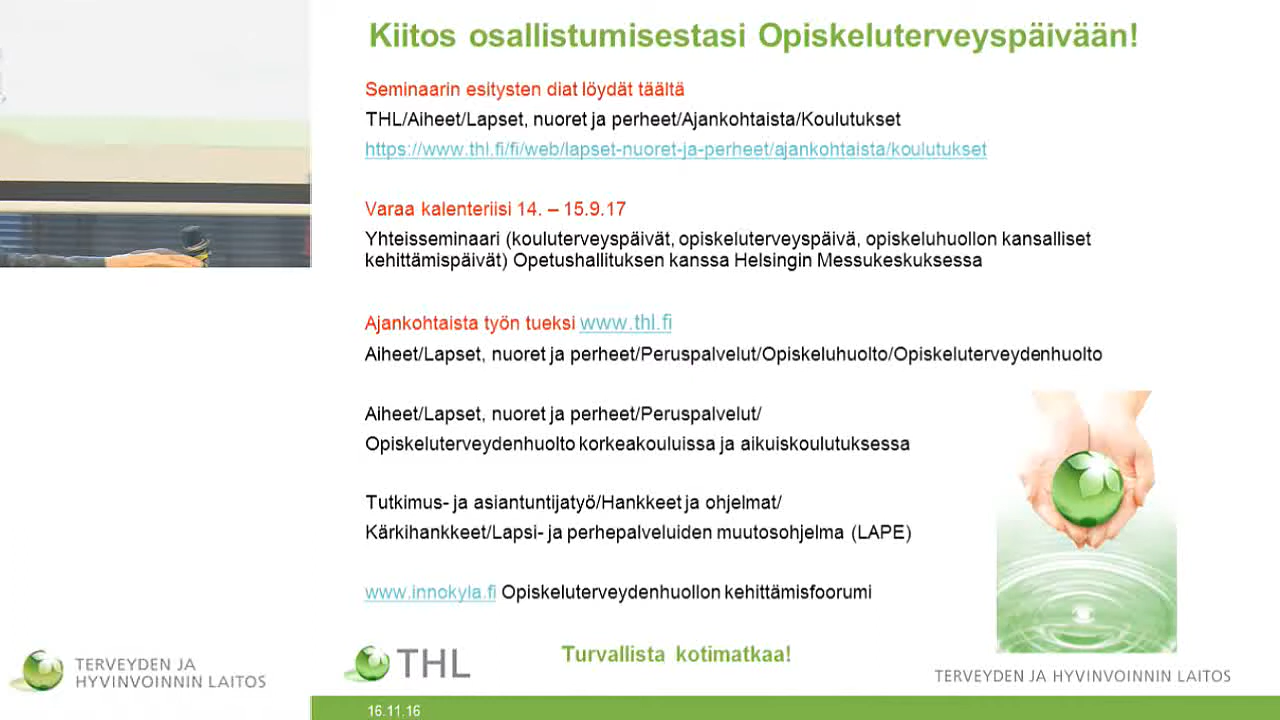 Kiitos osallistumisestasi Opiskeluterveyspäivään!
Seminaarin esitysten diat löydät täältä
THL/Aiheet/Lapset, nuoret ja perheet/Ajankohtaista/Koulutukset
https://www.thl.fi/fi/web/lapset-nuoret-ja-perheet/ajankohtaista/koulutukset
Varaa kalenteriisi 14. – 15.9.17
Yhteisseminaari (kouluterveyspäivät, opiskeluterveyspäivä, opiskeluhuollon kansalliset
kehittämispäivät) Opetushallituksen kanssa Helsingin Messukeskuksessa
Ajankohtaista työn tueksi www.thl.fi
Aiheet/Lapset, nuoret ja perheet/Peruspalvelut/Opiskeluhuolto/Opiskeluterveydenhuolto
Aiheet/Lapset, nuoret ja perheet/Peruspalvelut/
Opiskeluterveydenhuolto korkeakouluissa ja aikuiskoulutuksessa
Tutkimus- ja asiantuntijatyö/Hankkeet ja ohjelmat/
Kärkihankkeet/Lapsi- ja perhepalveluiden muutosohjelma (LAPE)
www.innokyla.fi Opiskeluterveydenhuollon kehittämisfoorumi
Turvallista kotimatkaa!
TERVEYDEN JA
HYVINVOINNIN LAITOS
THL
TERVEYDEN JA HYVINVOINNIN LAITOS
16.11.16